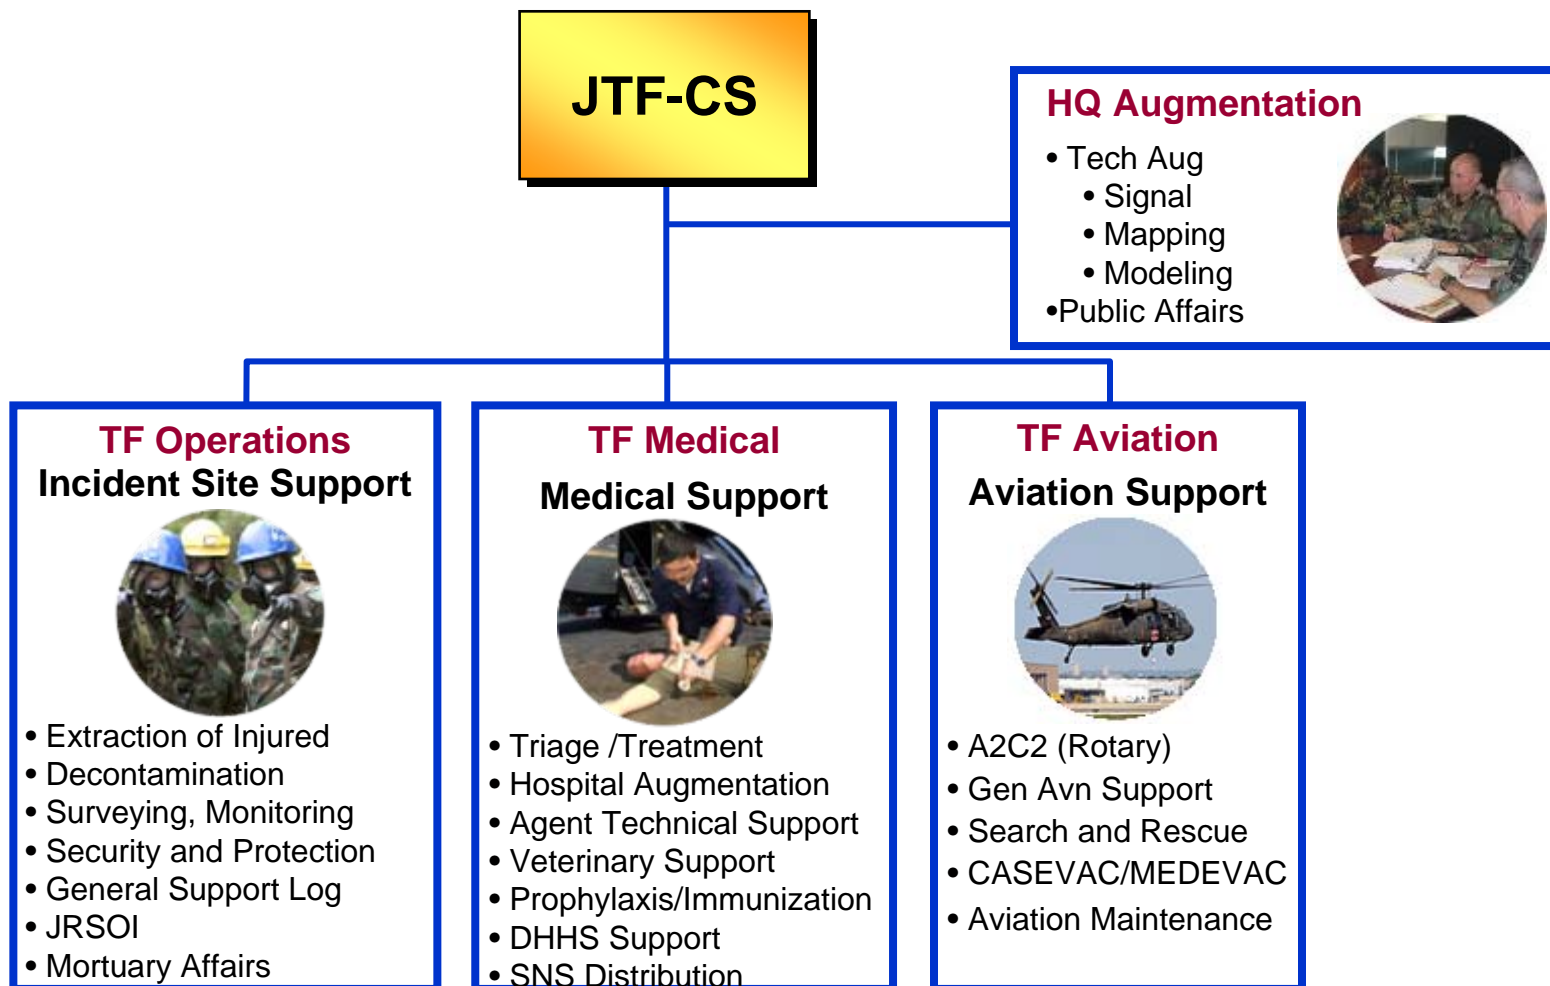 JTF-CS
HQ Augmentation
• Tech Aug
• Signal
• Mapping
• Modeling
•Public Affairs
TF Operations
Incident Site Support
• Extraction of Injured
• Decontamination
• Surveying, Monitoring
• Security and Protection
• General Support Log
• JRSOI
• Mortuary Affairs
TF Medical
Medical Support
• Triage /Treatment
• Hospital Augmentation
• Agent Technical Support
• Veterinary Support
• Prophylaxis/Immunization
• DHHS Support
• SNS Distribution
TF Aviation
Aviation Support
• A2C2 (Rotary)
• Gen Avn Support
• Search and Rescue
• CASEVAC/MEDEVAC
• Aviation Maintenance